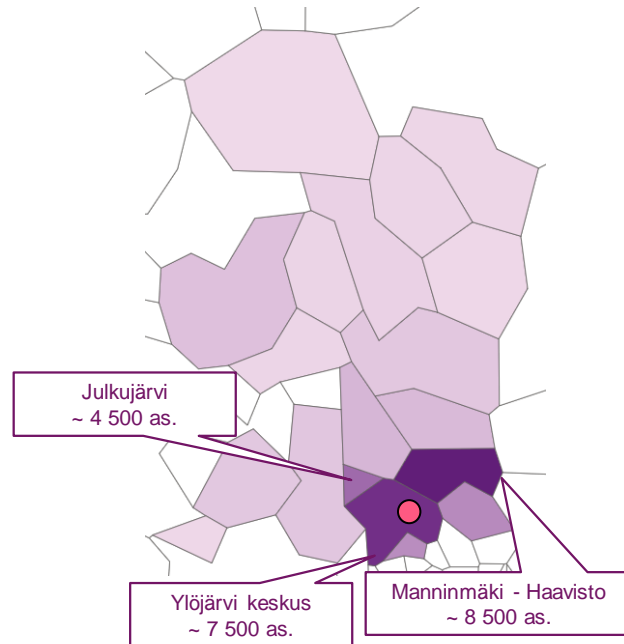 Julkujärvi
~ 4 500 as.
Manninmäki - Haavisto
~ 8 500 as.
Ylöjärvi keskus
~ 7 500 as.